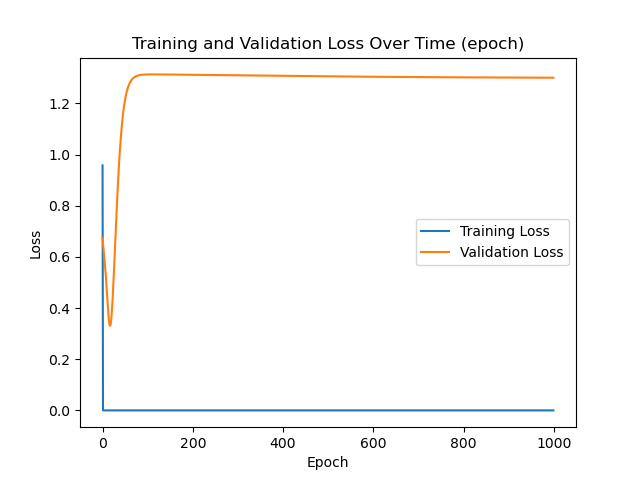 Training and Validation Loss Over Time (epoch)
1.2
1.0
0.8
0.6
0.4
0.2
0.0
Loss
Training Loss
Validation Loss
0 200 400 600 800 1000
Epoch